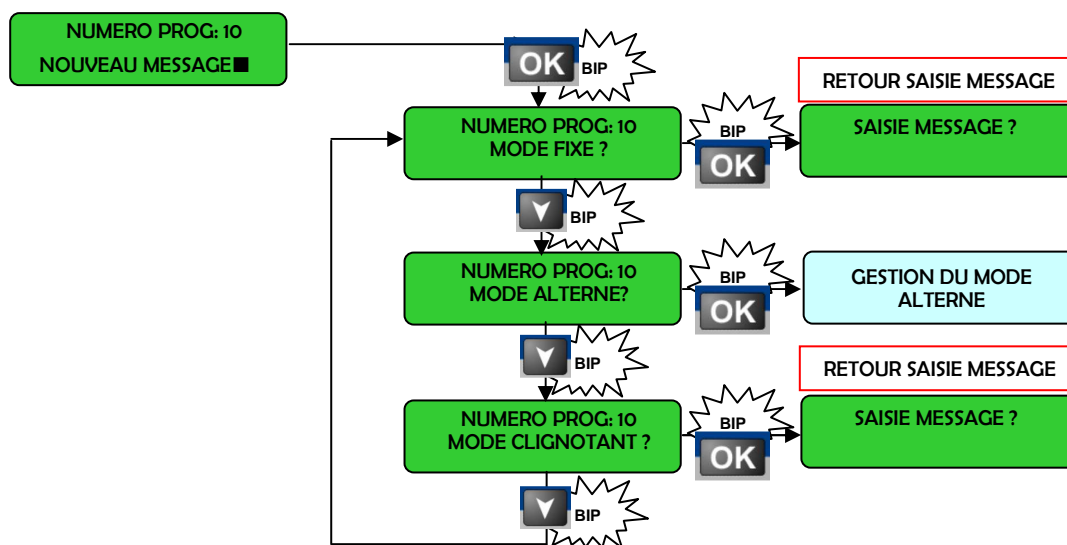 NUMERO PROG: 10
NOUVEAU MESSAGE■
OK
BIP
RETOUR SAISIE MESSAGE
NUMERO PROG: 10
MODE FIXE ?
BIP
OK
SAISIE MESSAGE ?
BIP
NUMERO PROG: 10
MODE ALTERNE?
BIP
OK
GESTION DU MODE
ALTERNE
BIP
RETOUR SAISIE MESSAGE
NUMERO PROG: 10
MODE CLIGNOTANT ?
BIP
OK
SAISIE MESSAGE ?
BIP